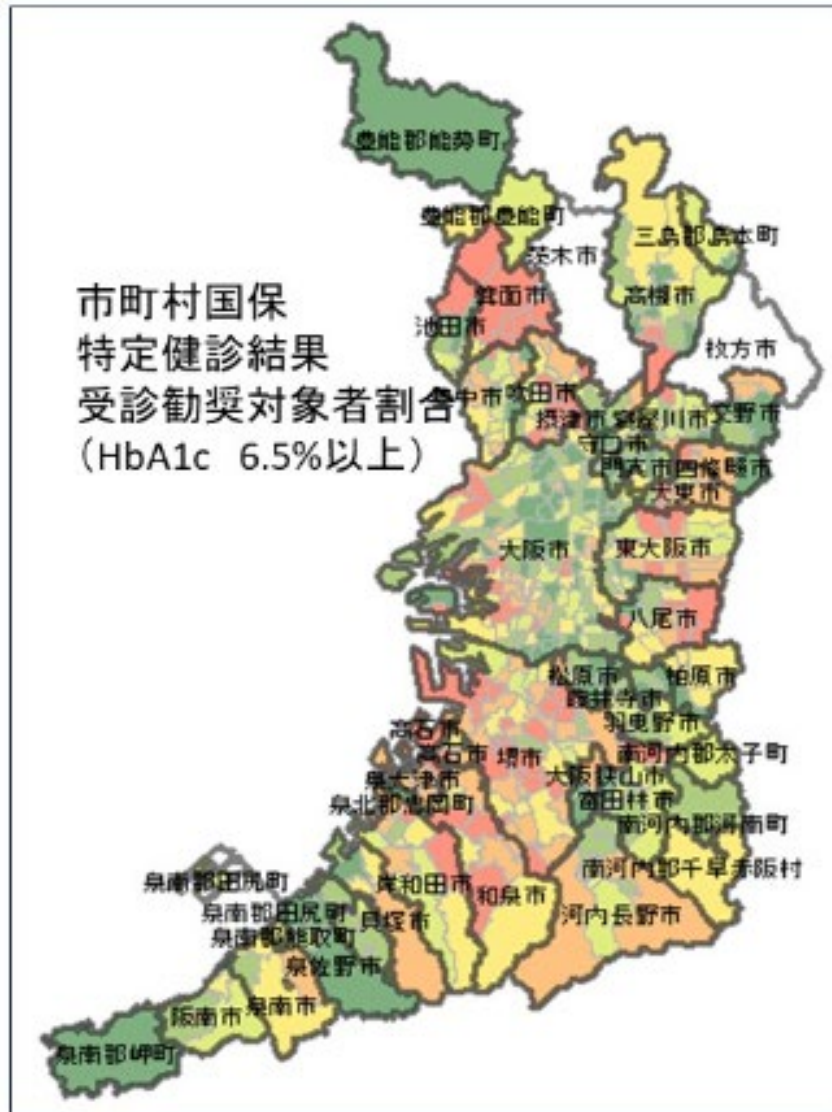 豊能郡能勢町
豊能郡豊能町
茨木市
三島郡島本町
箕面市
高槻市
池田市
枚方市
市町村国保
特定健診結果
受診勧奨対象者割合
（HbA1c 6.5%以上）
中市
吹田市
摂津市
寝屋川市
交野市
守口市
門真市
四條畷市
大東市
大阪市
東大阪市
八尾市
松原市
柏原市
藤井寺市
羽曳野市
高石市
高石市
堺市
南河内郡太子町
大阪狭山市
泉大津市
富田林市
泉北郡忠岡町
南河内郡河南町
南河内郡千早赤阪村
泉南郡田尻町
岸和田市
和泉市
泉南郡田尻町
貝塚市
河内長野市
泉南郡熊取町
泉佐野市
阪南市
泉南市
泉南郡岬町